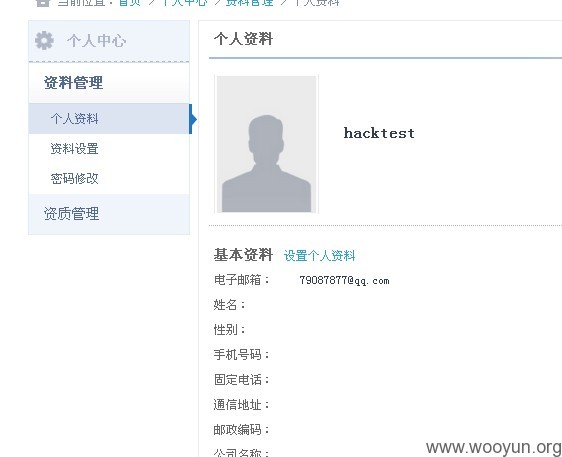 当前位置：首页 > 个人中心 > 资料管理 > 个人资料
个人中心
资料管理
个人资料
资料设置
密码修改
资质管理
个人资料
hacktest
基本资料 设置个人资料
电子邮箱： 79087877@qq.com
姓名：
性别：
手机号码：
固定电话：
通信地址：
邮政编码：
公司名称：
www.wooyun.org